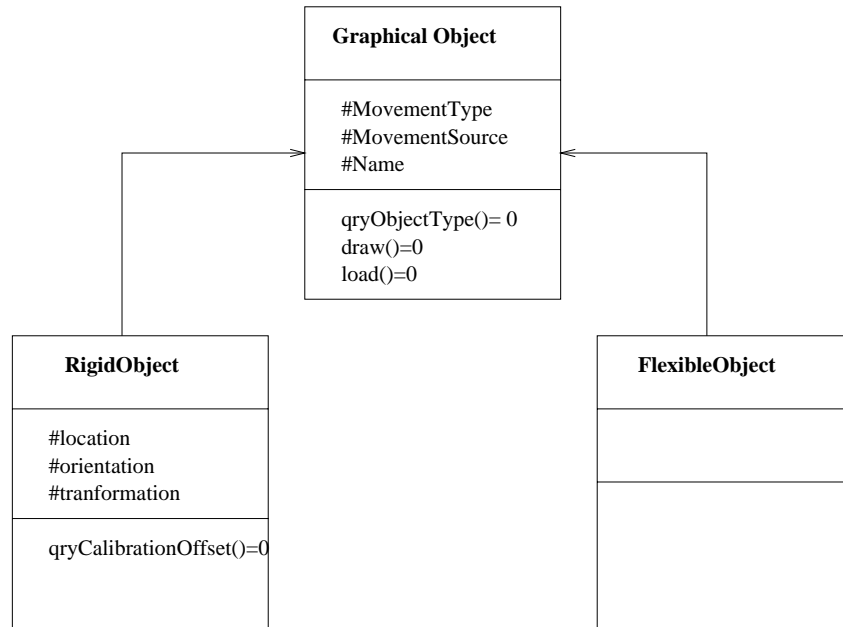 Graphical Object
#MovementType
#MovementSource
#Name
qryObjectType()= 0
draw()=0
load()=0
RigidObject
#location
#orientation
#tranformation
qryCalibrationOffset()=0
FlexibleObject